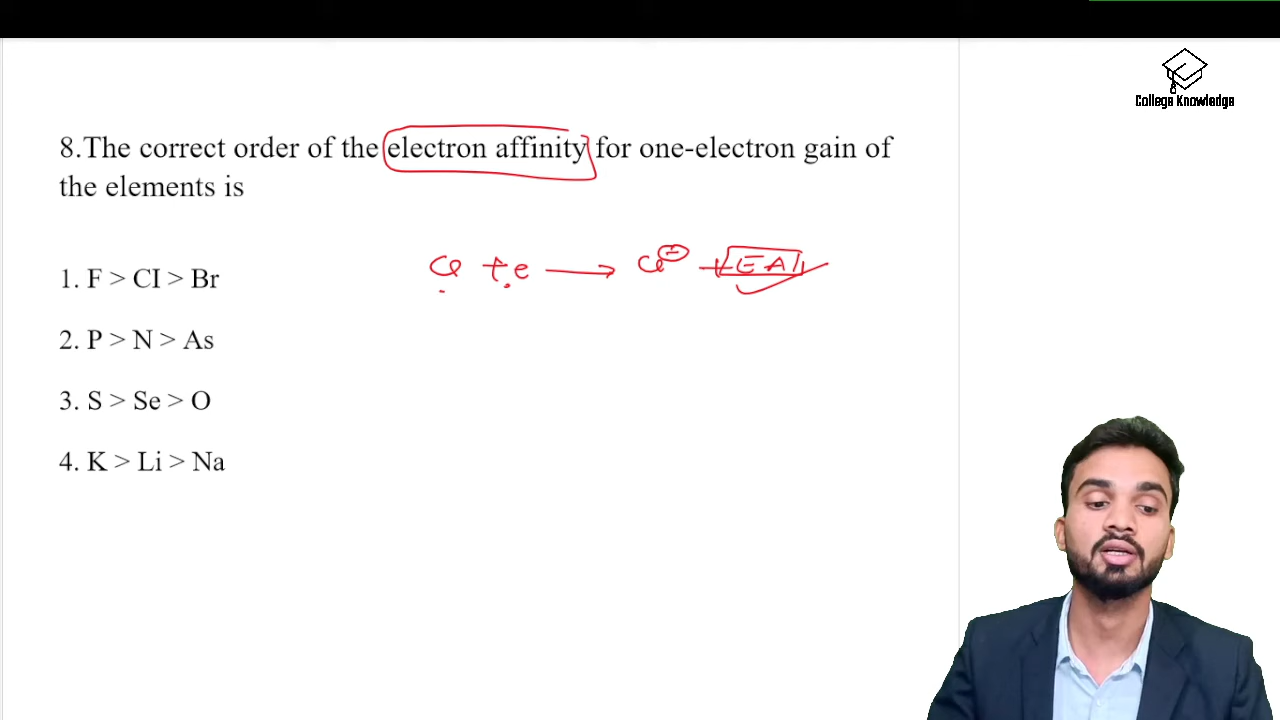 College Knowledge
8.The correct order of the electron affinity for one-electron gain of
the elements is
Cl + e ⟶ Cl⊖ + EA
1. F > CI > Br
2. P > N > As
3. S > Se > O
4. K > Li > Na